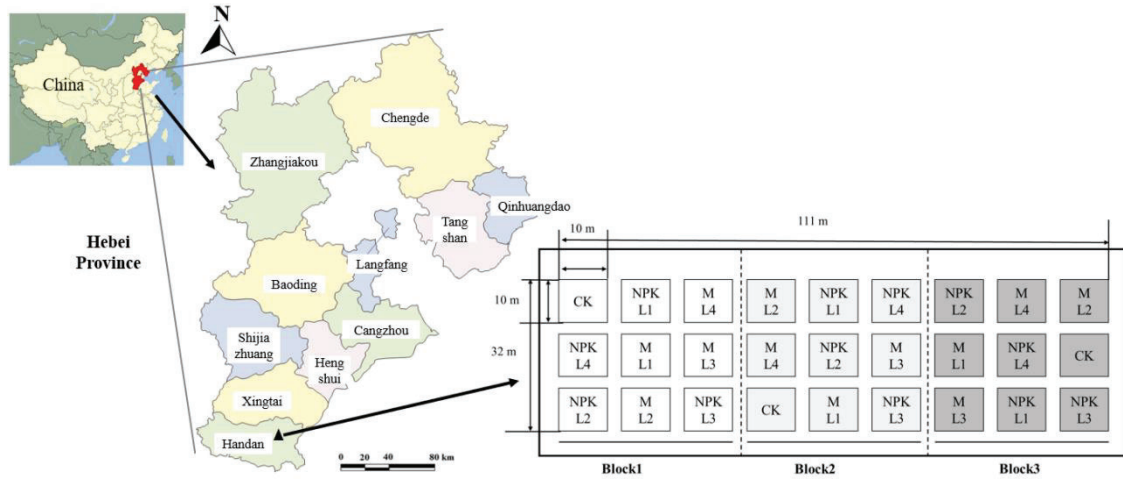 N
China
Chengde
Zhangjiakou
Qinhuangdao
Tang
shan
Hebei
Province
Langfang
Baoding
Cangzhou
Shijia
zhuang
Heng
shui
Xingtai
Handan
0 20 40 80 km
111 m
10 m
10 m
32 m
CK
NPK
L1
M
L4
M
L2
NPK
L1
NPK
L4
NPK
L2
M
L4
M
L2
NPK
L4
M
L1
M
L3
M
L4
NPK
L2
M
L3
M
L1
NPK
L4
CK
NPK
L2
M
L2
NPK
L3
CK
M
L1
NPK
L3
M
L3
NPK
L1
NPK
L3
Block1
Block2
Block3